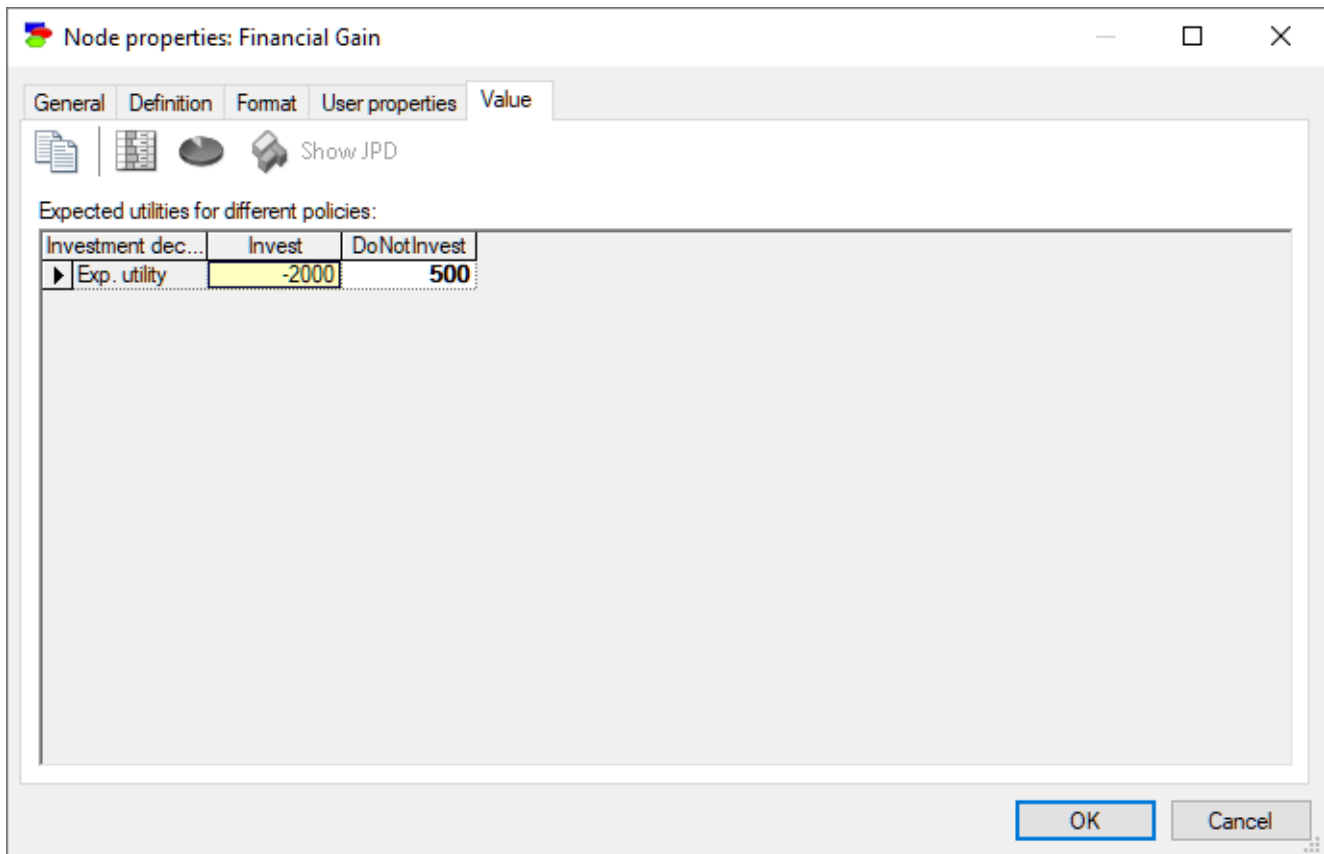 Node properties: Financial Gain
General Definition Format User properties Value
Show JPD
Expected utilities for different policies:
Investment dec... Invest DoNotInvest
Exp. utility -2000 500
OK Cancel